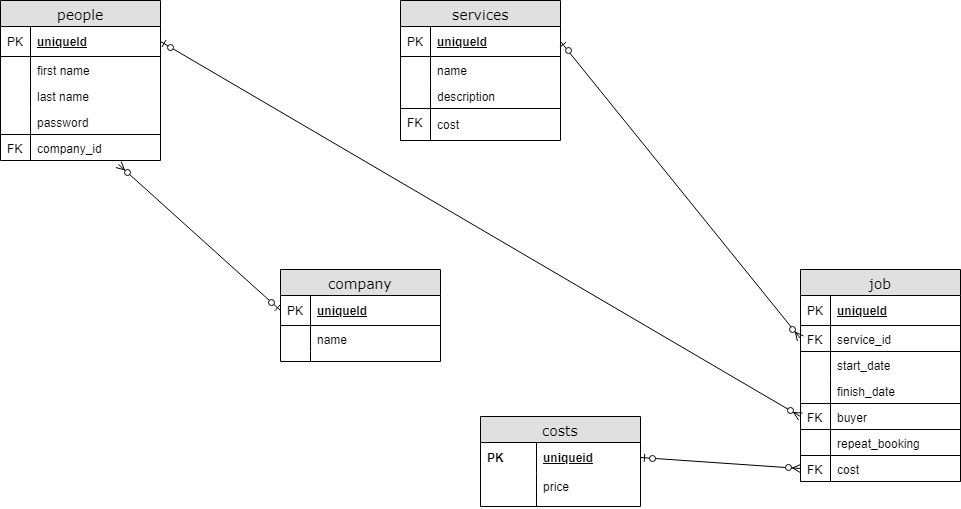 people
PK uniqueId
first name
last name
password
FK company_id
services
PK uniqueId
name
description
FK cost
company
PK uniqueId
name
job
PK uniqueId
FK service_id
start_date
finish_date
FK buyer
repeat_booking
FK cost
costs
PK uniqueid
price